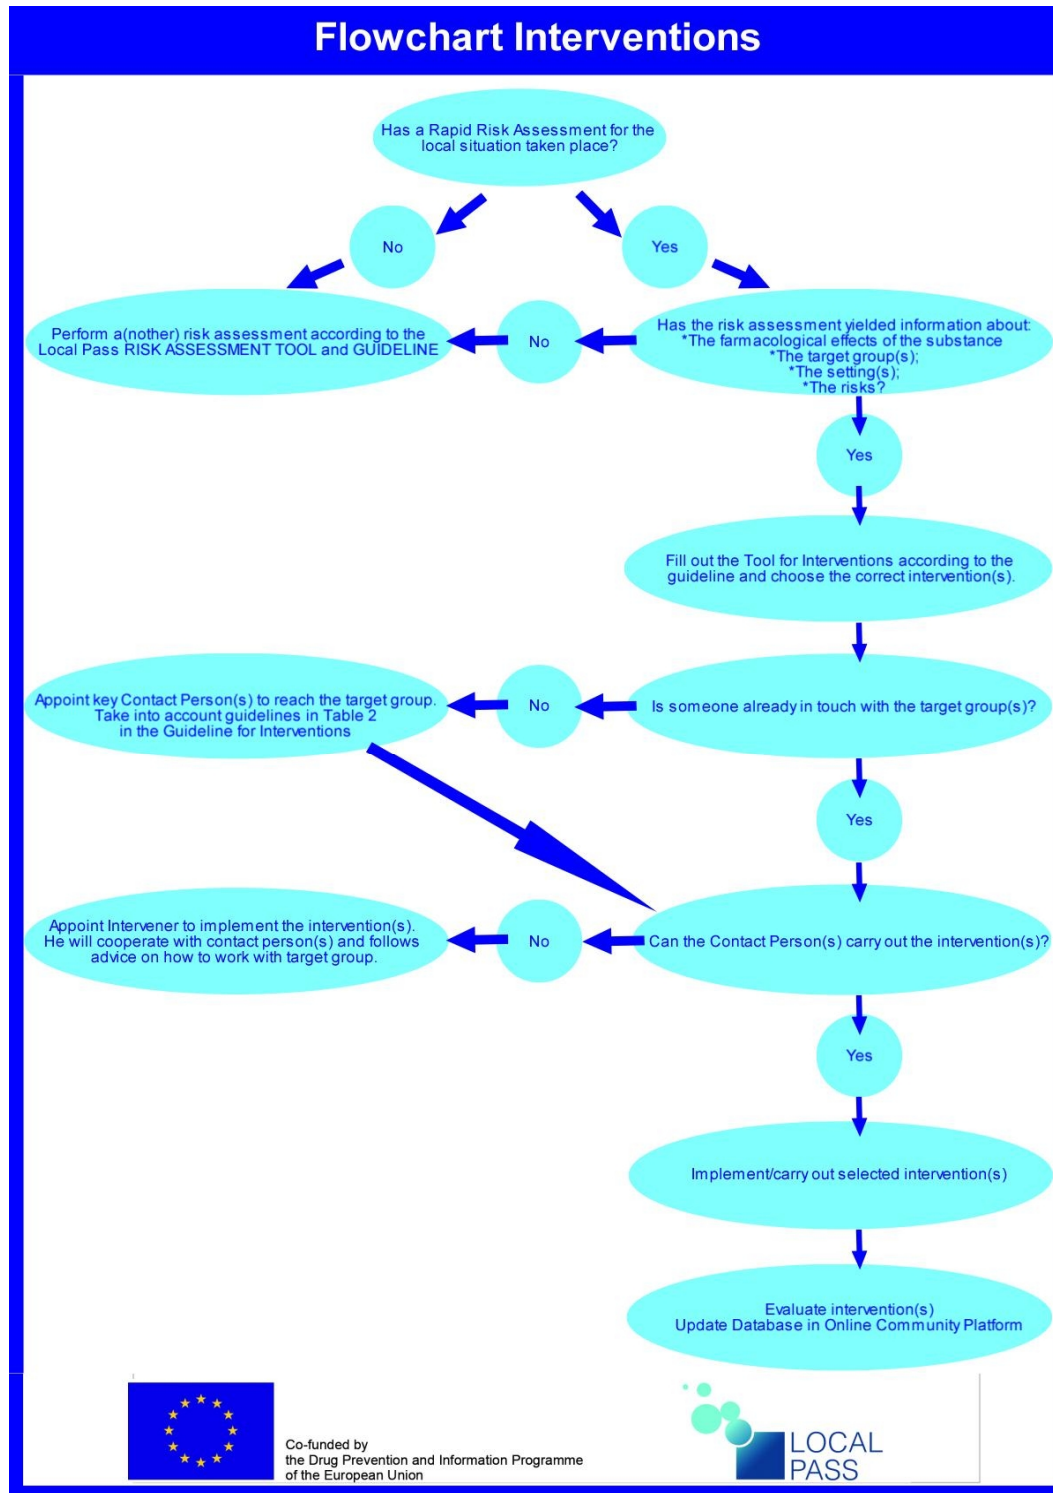 Flowchart Interventions
Has a Rapid Risk Assessment for the
local situation taken place?
No
Yes
Perform a(nother) risk assessment according to the
Local Pass RISK ASSESSMENT TOOL and GUIDELINE
No
Has the risk assessment yielded information about:
*The farmacological effects of the substance
*The target group(s);
*The setting(s);
*The risks?
Yes
Fill out the Tool for Interventions according to the
guideline and choose the correct intervention(s).
Appoint key Contact Person(s) to reach the target group.
Take into account guidelines in Table 2
in the Guideline for Interventions
No
Is someone already in touch with the target group(s)?
Yes
Appoint Intervener to implement the intervention(s).
He will cooperate with contact person(s) and follows
advice on how to work with target group.
No
Can the Contact Person(s) carry out the intervention(s)?
Yes
Implement/carry out selected intervention(s)
Evaluate intervention(s)
Update Database in Online Community Platform
Co-funded by
the Drug Prevention and Information Programme
of the European Union
LOCAL
PASS